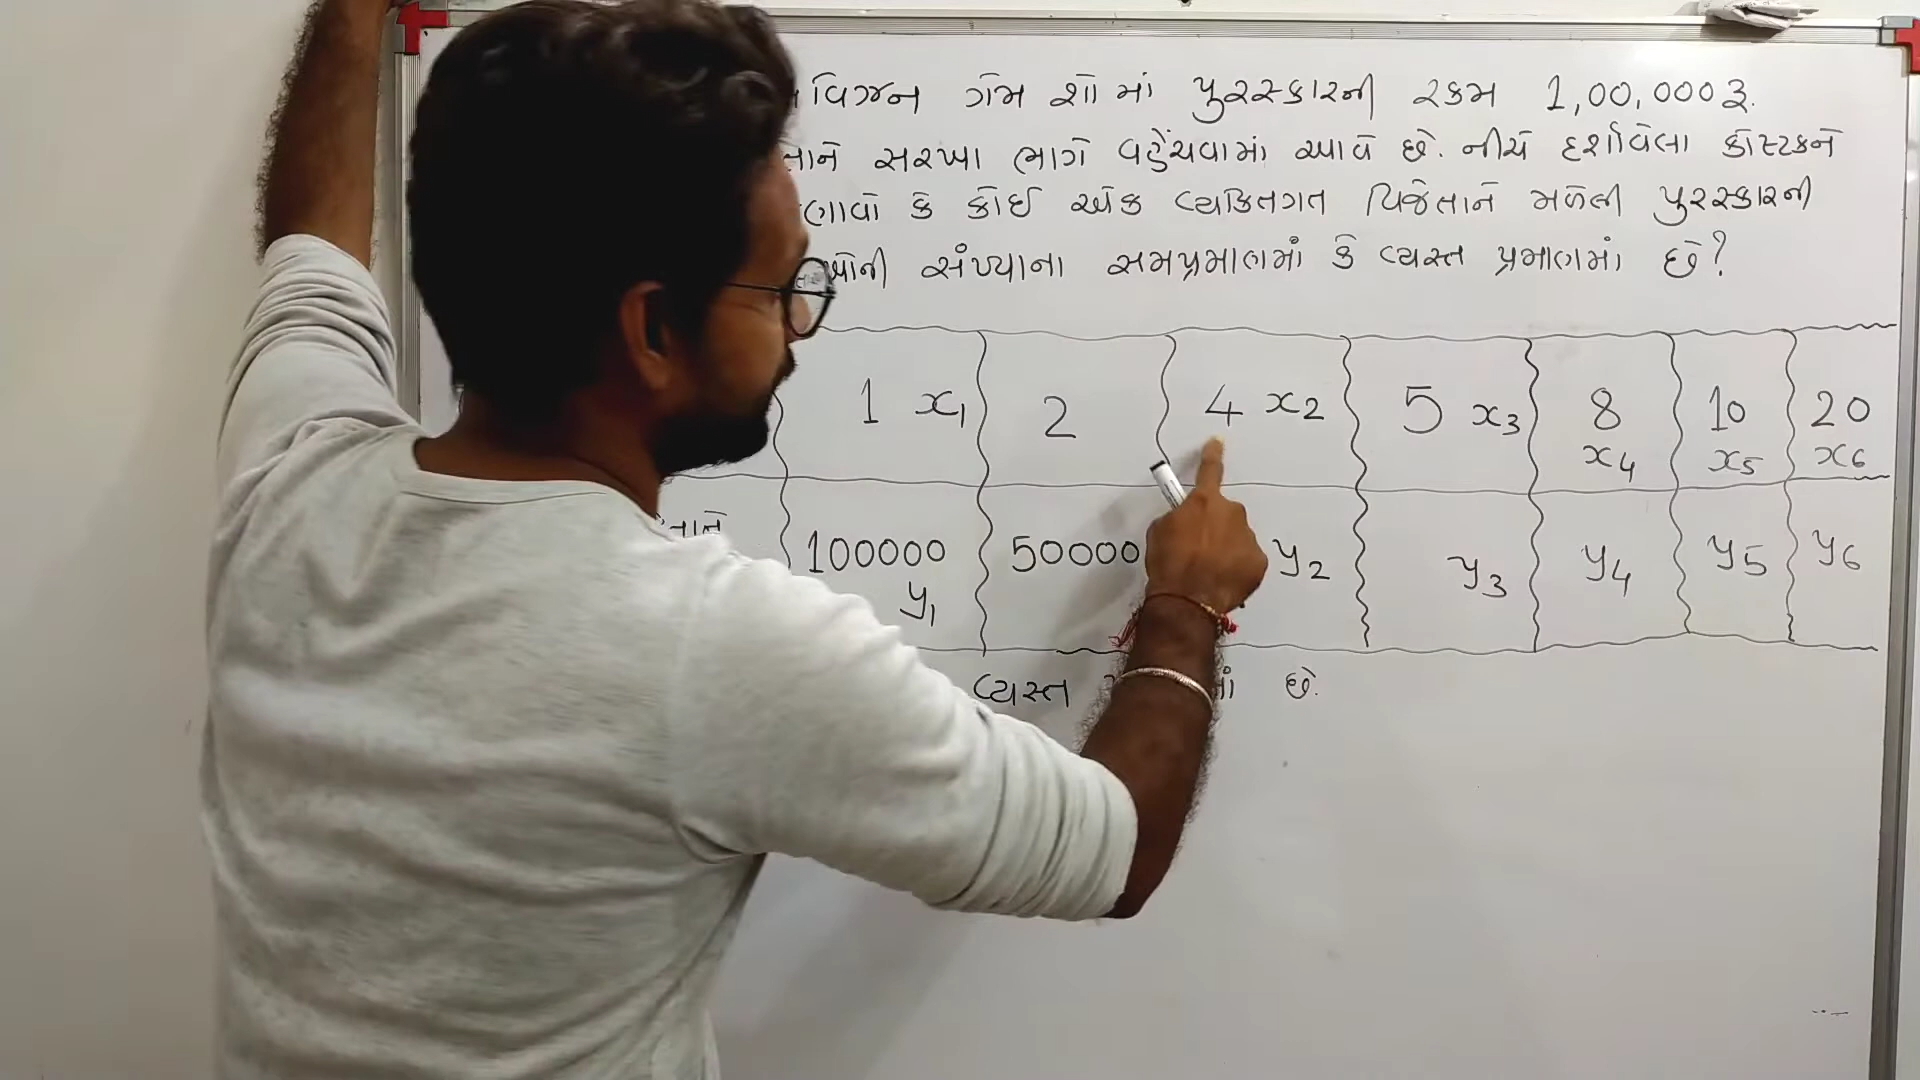 વિઝન ગેમ શો માં પુરસ્કારની રકમ 1,00,000 રૂ.
સરખા ભાગે વહેંચવામાં આવે છે. નીચે દર્શાવેલા કોષ્ટકને
કે કોઈ એક વ્યક્તિગત વિજેતાને મળેલી પુરસ્કારની
સંખ્યાના સમપ્રમાણમાં કે વ્યસ્ત પ્રમાણમાં છે?
1 x1 2 4 x2 5 x3 8 x4 10 x5 20 x6
100000 y1 50000 y2 y3 y4 y5 y6
વ્યસ્ત છે.